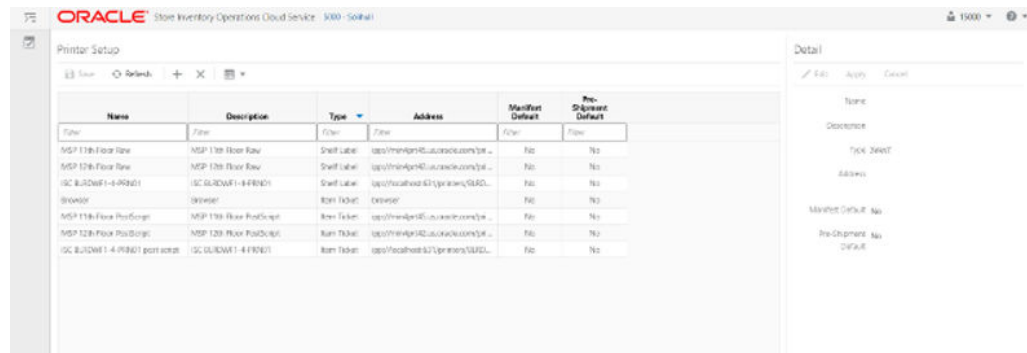 ORACLE Store Inventory Operations Cloud Service 5000 - Solihull
15000
Printer Setup
Save Refresh
Name Description Type Address Manifest Default Pre-Shipment Default
Filter Filter Filter Filter Filter Filter
MSP 11th Floor Raw MSP 11th Floor Raw Shelf Label No No
MSP 12th Floor Raw MSP 12th Floor Raw Shelf Label No No
Shelf Label No No
Browser Browser Item Ticket browser No No
MSP 11th Floor PostScript MSP 11th Floor PostScript Item Ticket No No
MSP 12th Floor PostScript MSP 12th Floor PostScript Item Ticket No No
Item Ticket No No
Detail
Edit Apply Cancel
Name
Description
Type Select
Address
Manifest Default No
Pre-Shipment Default No